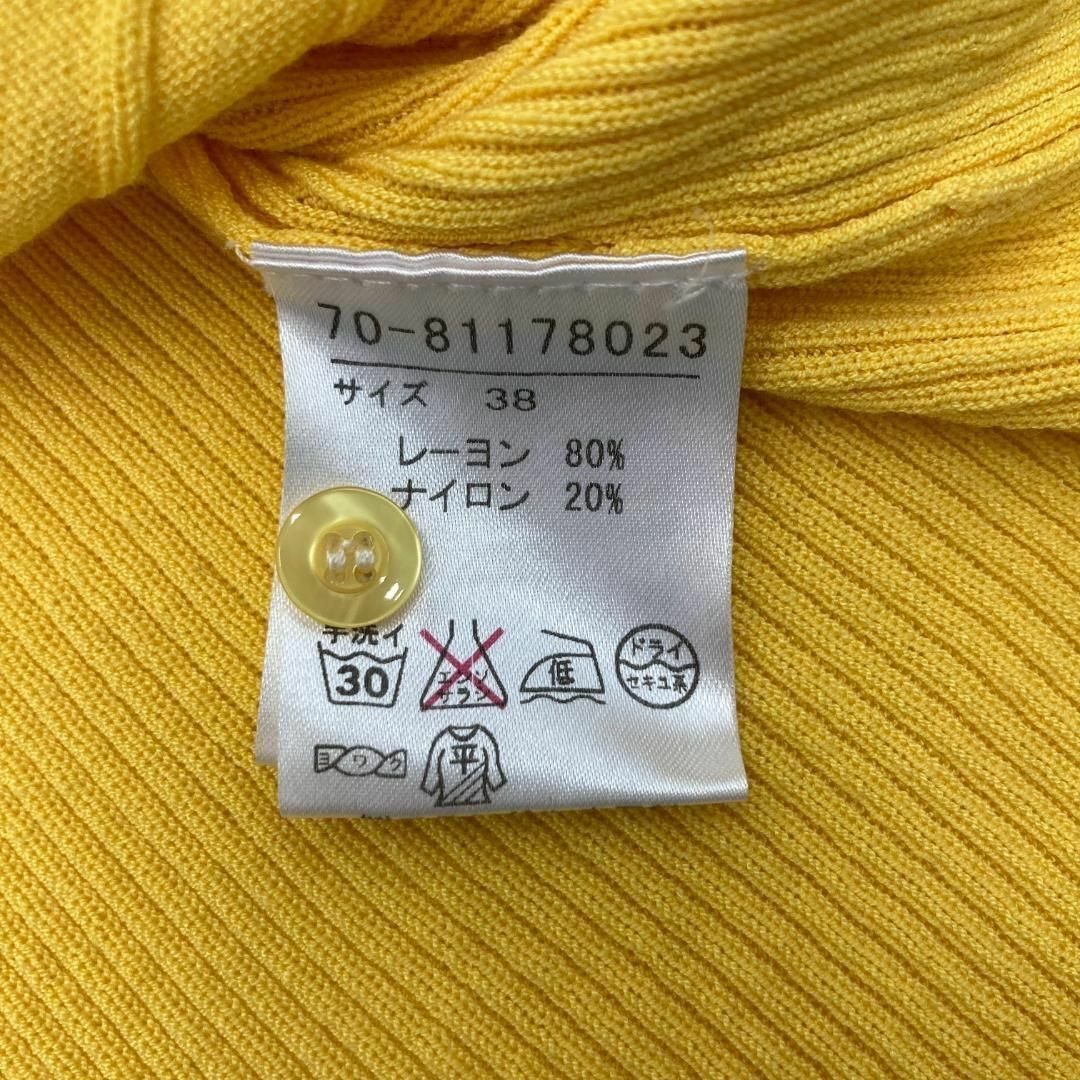 70-81178023
サイズ 38
レーヨン 80%
ナイロン 20%
手洗イ
30
エンソ
サラシ
低
ドライ
セキユ系
ヨワク
平